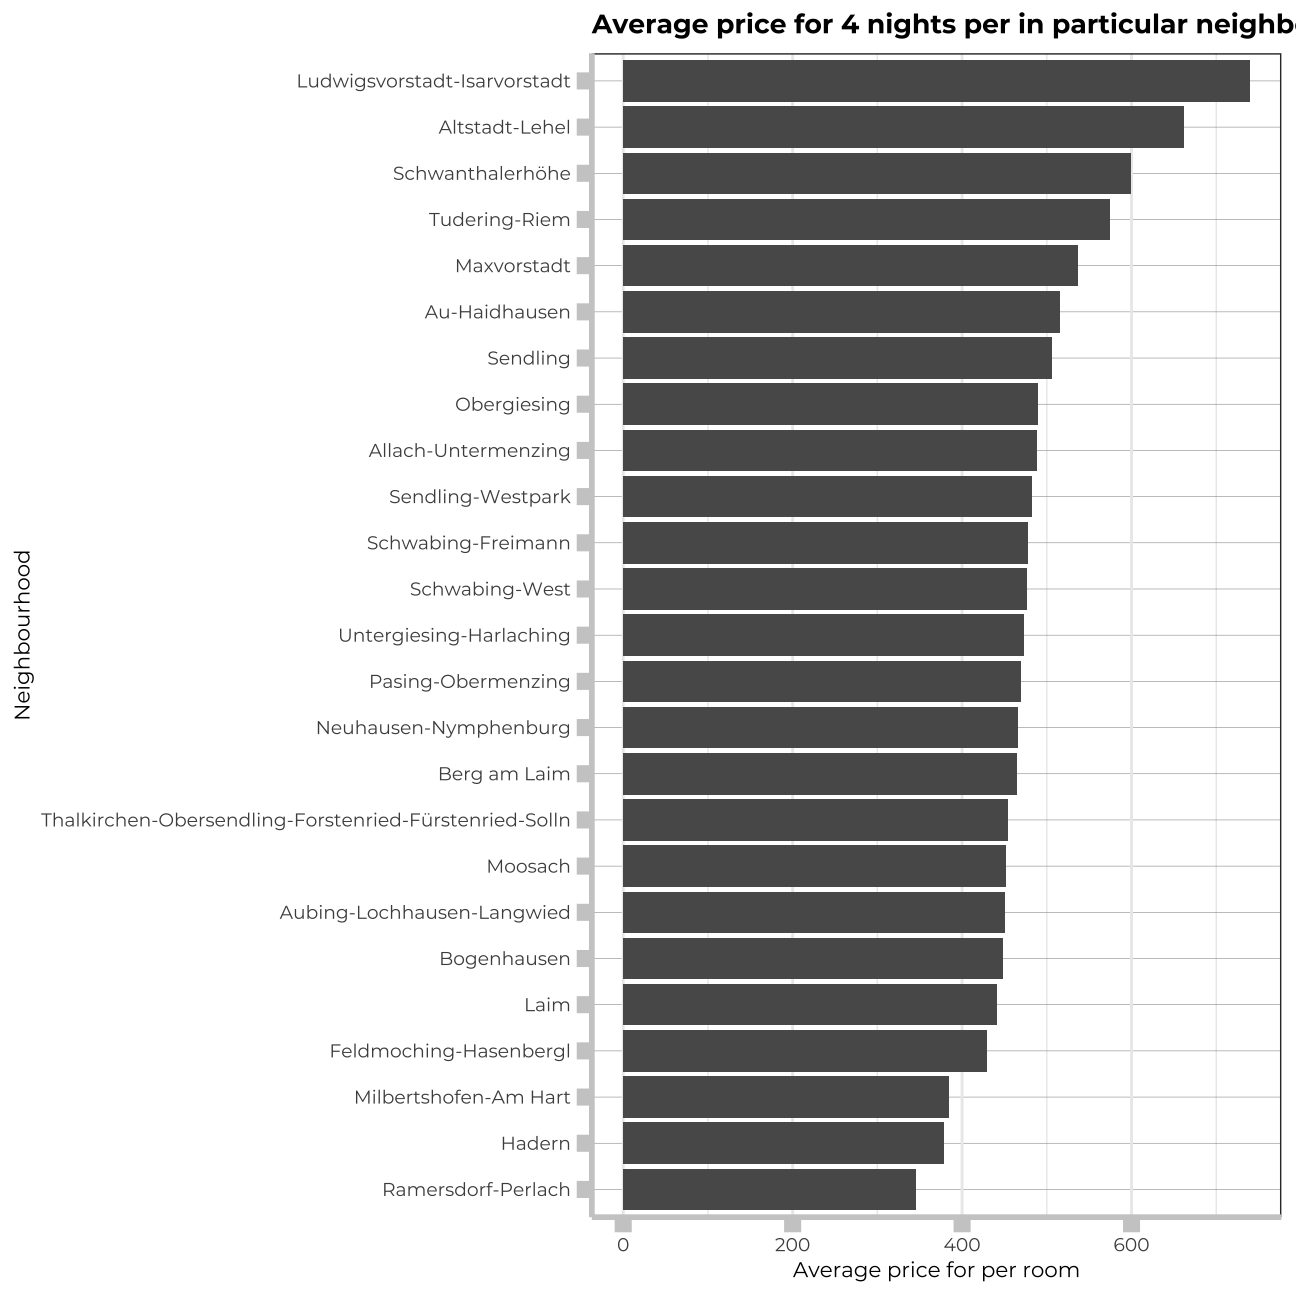 Average price for 4 nights per in particular neighb
Ludwigsvorstadt-Isarvorstadt
Altstadt-Lehel
Schwanthalerhöhe
Tudering-Riem
Maxvorstadt
Au-Haidhausen
Sendling
Obergiesing
Allach-Untermenzing
Sendling-Westpark
Schwabing-Freimann
Schwabing-West
Untergiesing-Harlaching
Pasing-Obermenzing
Neuhausen-Nymphenburg
Berg am Laim
Thalkirchen-Obersendling-Forstenried-Fürstenried-Solln
Moosach
Aubing-Lochhausen-Langwied
Bogenhausen
Laim
Feldmoching-Hasenbergl
Milbertshofen-Am Hart
Hadern
Ramersdorf-Perlach
Neighbourhood
0 200 400 600
Average price for per room